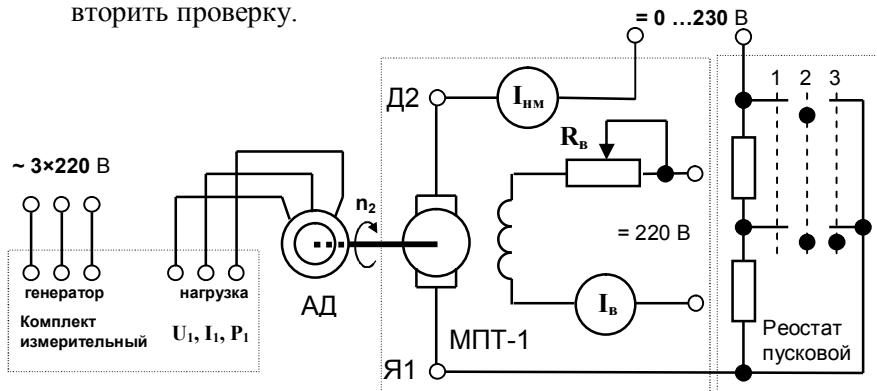 вторить проверку.
= 0 ...230 В
1 2 3
Д2
Iнм
Rв
~ 3×220 В
n2
= 220 В
генератор
нагрузка
АД
Iв
Комплект
измерительный
U1, I1, P1
МПТ-1
Реостат
пусковой
Я1